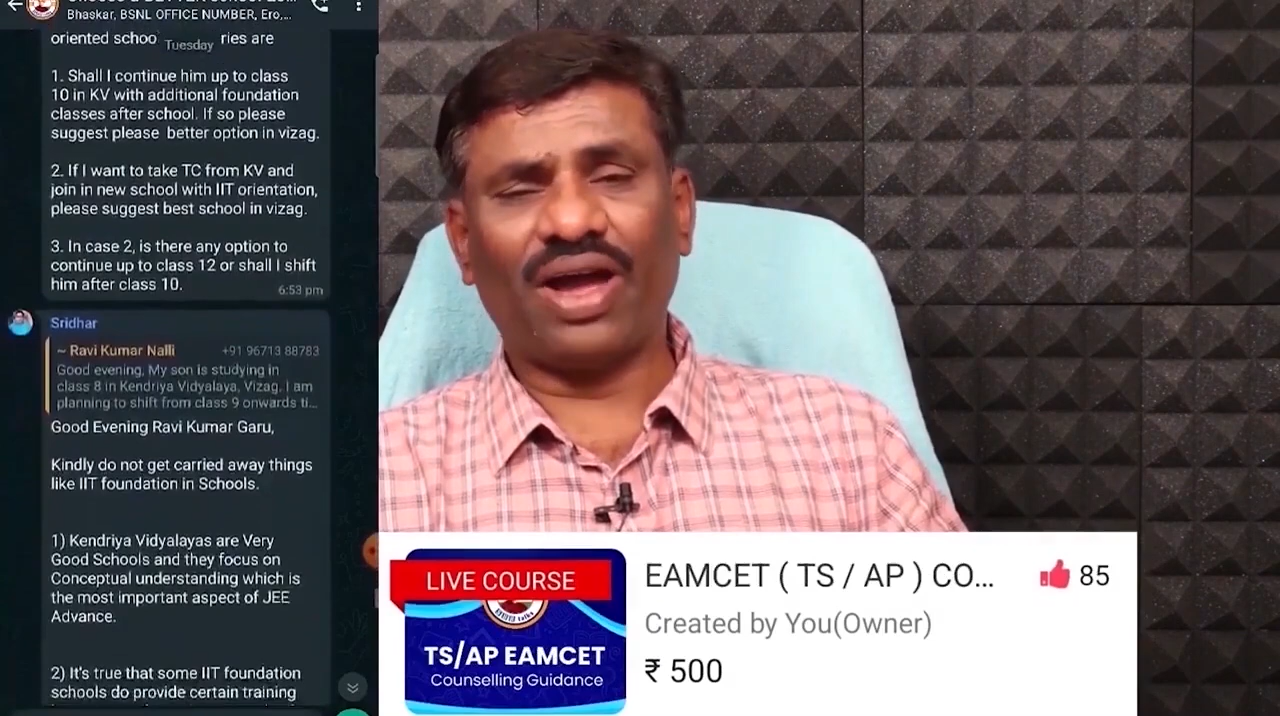 Bhaskar, BSNL OFFICE NUMBER, Ero,...
oriented schoo
Tuesday
ries are
1. Shall I continue him up to class
10 in KV with additional foundation
classes after school. If so please
suggest please better option in vizag.
2. If I want to take TC from KV and
join in new school with IIT orientation,
please suggest best school in vizag.
3. In case 2, is there any option to
continue up to class 12 or shall I shift
him after class 10.
6:53 pm
Sridhar
~ Ravi Kumar Nalli +91 96713 88783
Good evening, My son is studying in
class 8 in Kendriya Vidyalaya, Vizag. I am
planning to shift from class 9 onwards ti...
Good Evening Ravi Kumar Garu,
Kindly do not get carried away things
like IIT foundation in Schools.
1) Kendriya Vidyalayas are Very
Good Schools and they focus on
Conceptual understanding which is
the most important aspect of JEE
Advance.
2) It's true that some IIT foundation
schools do provide certain training
LIVE COURSE
TS/AP EAMCET
Counselling Guidance
EAMCET ( TS / AP ) CO...
85
Created by You(Owner)
₹ 500